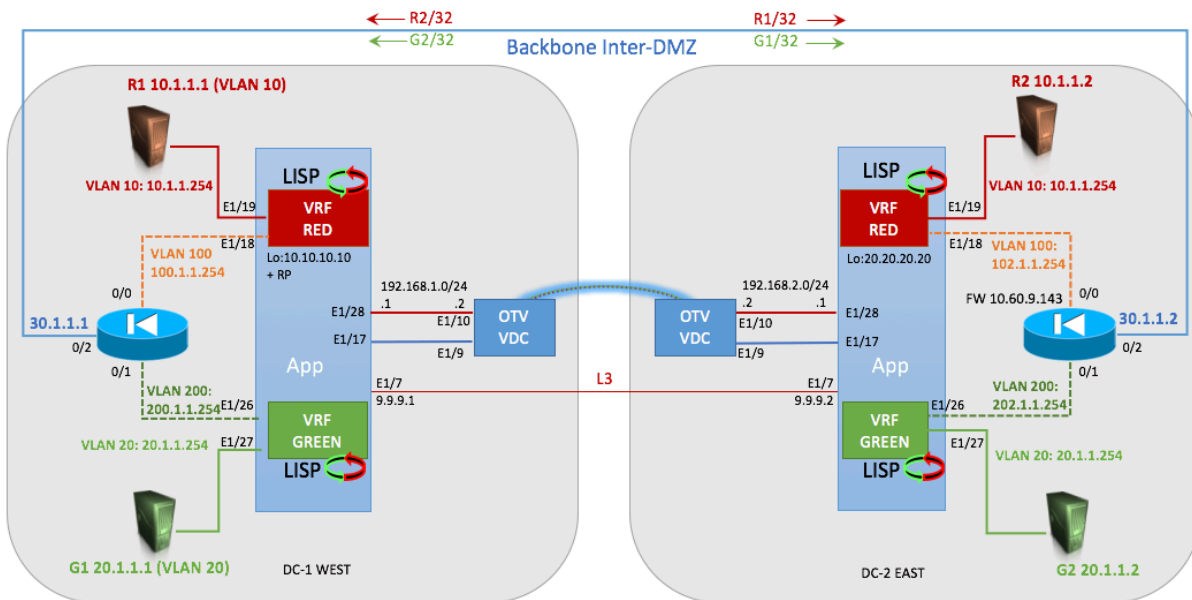 R2/32
R1/32
G2/32
G1/32
Backbone Inter-DMZ
R1 10.1.1.1 (VLAN 10)
R2 10.1.1.2
LISP
LISP
VLAN 10: 10.1.1.254
VLAN 10: 10.1.1.254
E1/19
E1/19
VRF
RED
VRF
RED
E1/18
E1/18
VLAN 100
100.1.1.254
VLAN 100:
102.1.1.254
Lo:10.10.10.10
+ RP
Lo:20.20.20.20
192.168.1.0/24
192.168.2.0/24
0/0
.1
.2
.2
.1
FW 10.60.9.143
0/0
E1/28
E1/10
OTV
VDC
OTV
VDC
E1/10
E1/28
30.1.1.1
30.1.1.2
E1/17
E1/9
E1/9
E1/17
0/2
0/2
0/1
0/1
App
App
E1/7
L3
E1/7
9.9.9.1
9.9.9.2
VLAN 200:
200.1.1.254
E1/26
VLAN 200:
202.1.1.254
E1/26
VRF
GREEN
VRF
GREEN
VLAN 20: 20.1.1.254
E1/27
E1/27
VLAN 20: 20.1.1.254
LISP
LISP
G1 20.1.1.1 (VLAN 20)
DC-1 WEST
DC-2 EAST
G2 20.1.1.2